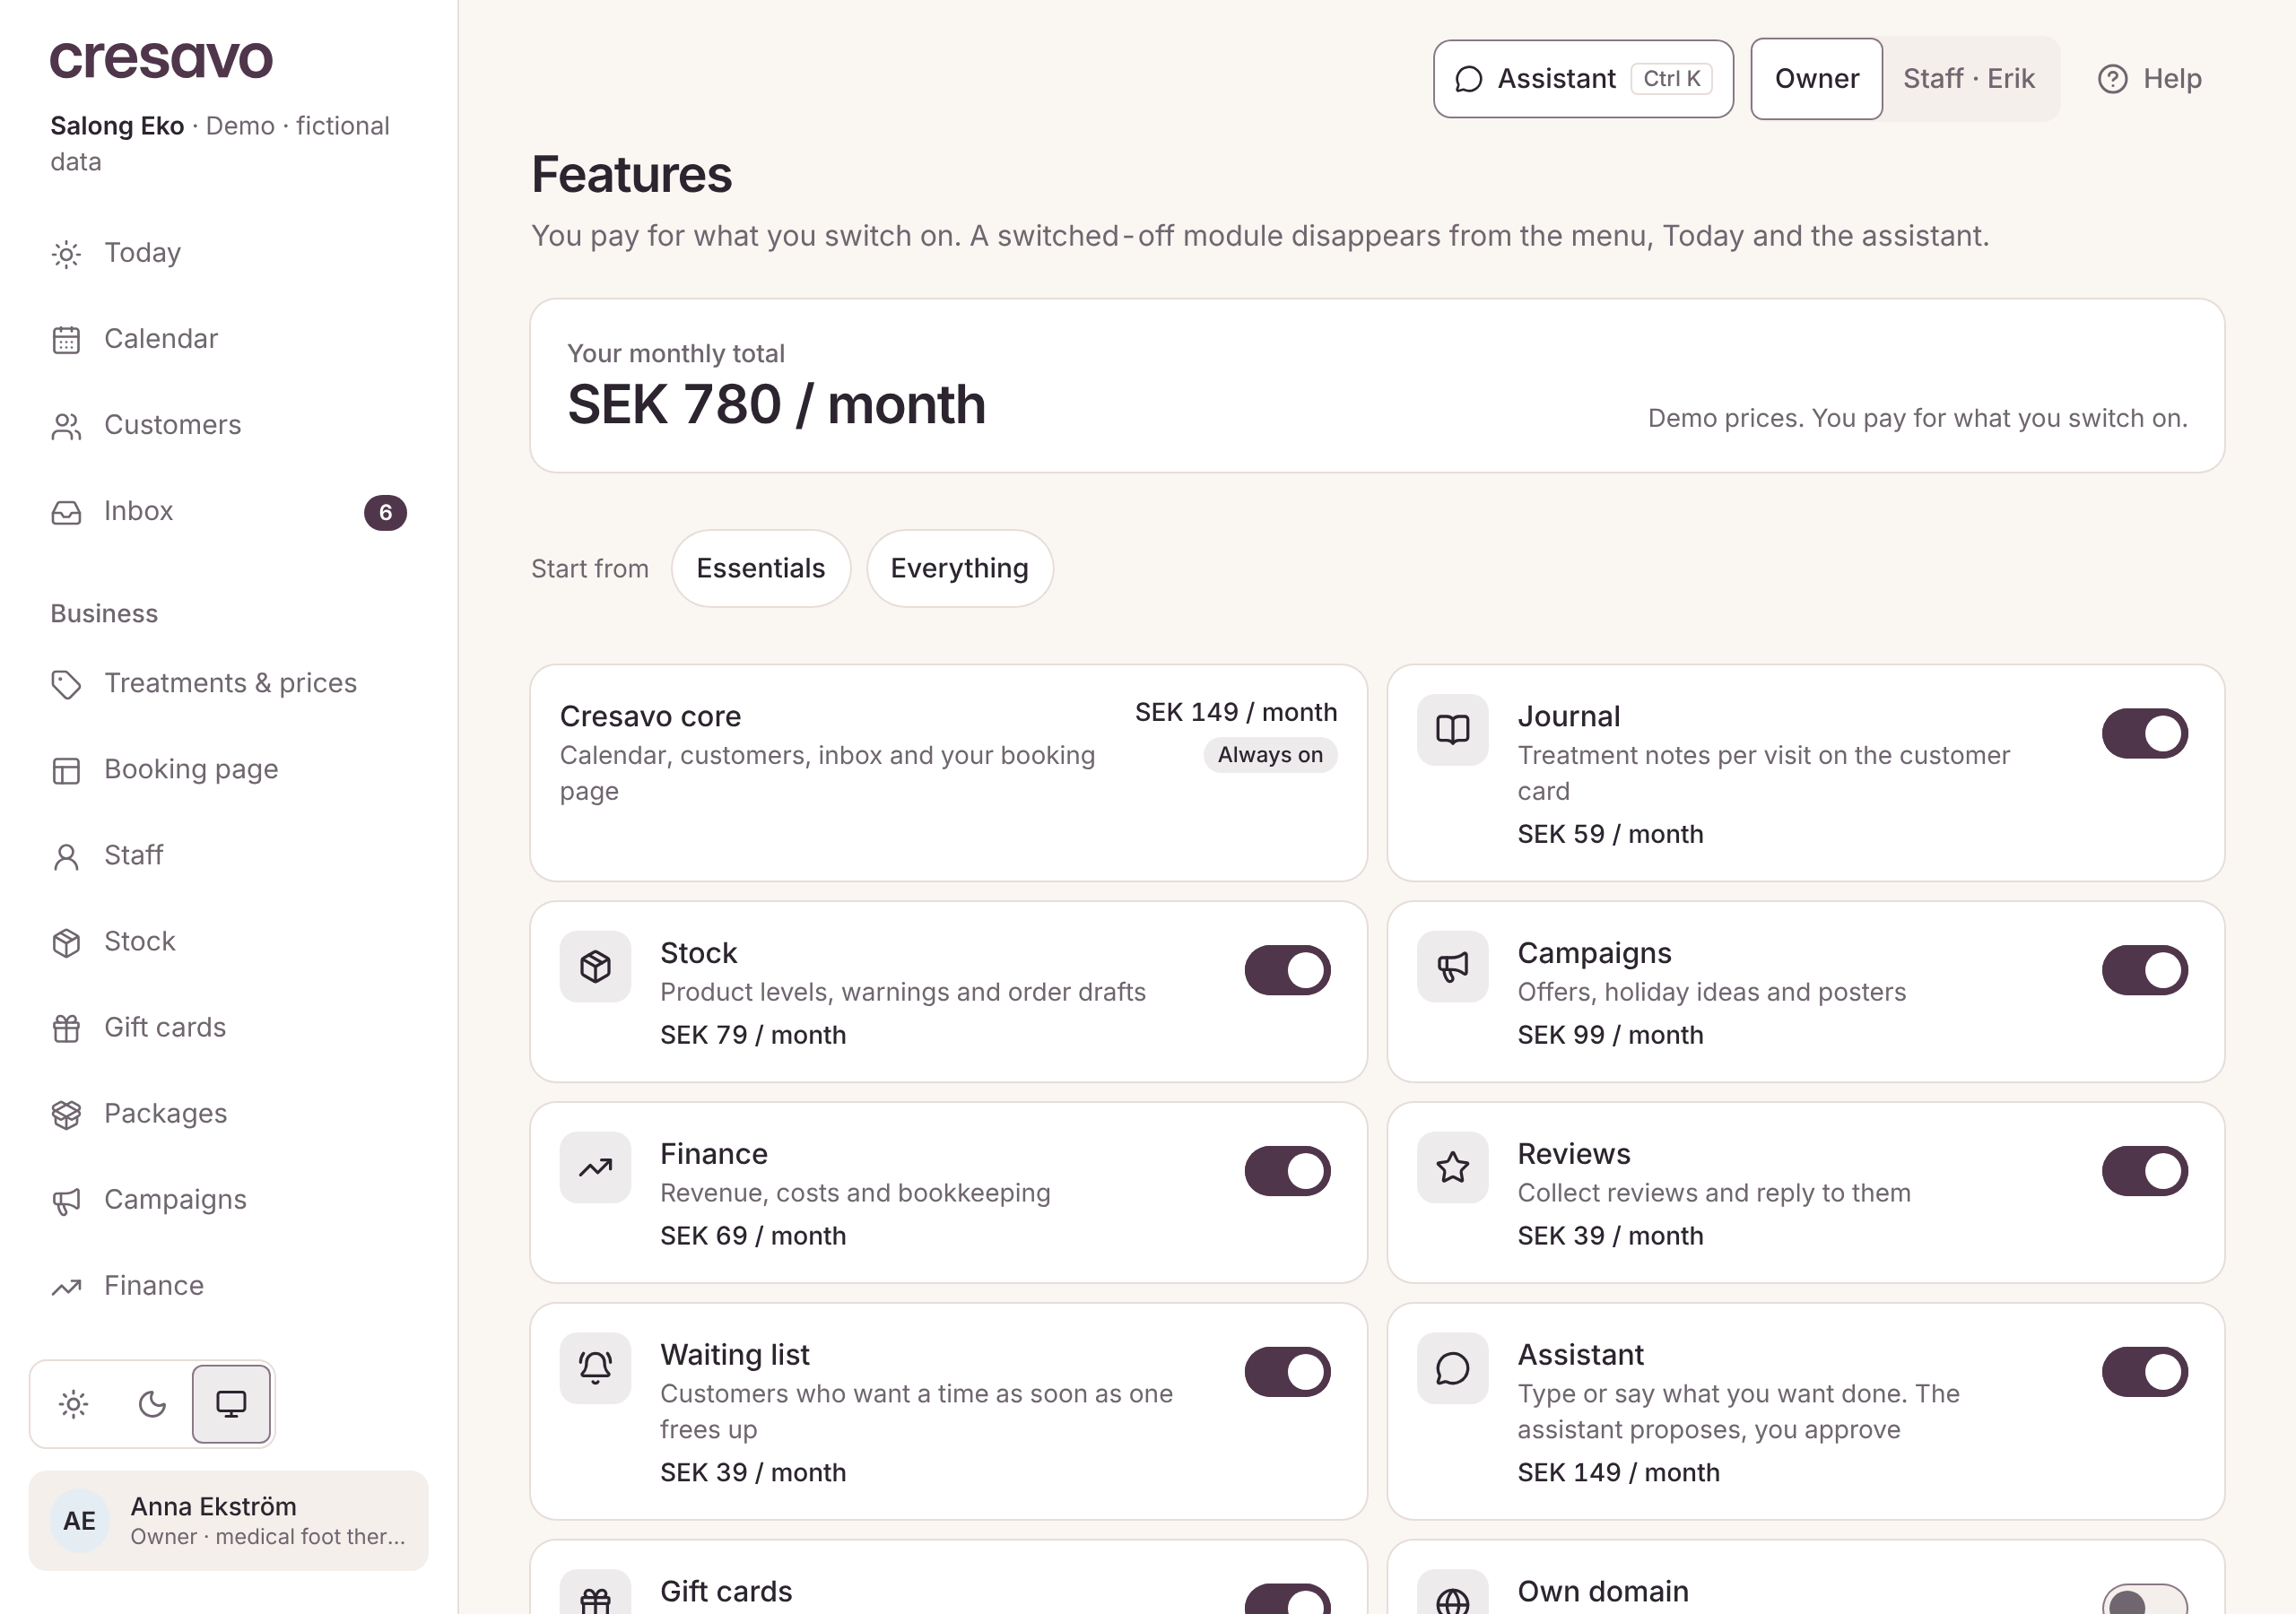 cresavo
Salong Eko · Demo · fictional
data
Today
Calendar
Customers
Inbox
6
Business
Treatments & prices
Booking page
Staff
Stock
Gift cards
Packages
Campaigns
Finance
AE
Anna Ekström
Owner · medical foot ther...
Assistant
Ctrl K
Owner
Staff · Erik
Help
Features
You pay for what you switch on. A switched-off module disappears from the menu, Today and the assistant.
Your monthly total
SEK 780 / month
Demo prices. You pay for what you switch on.
Start from
Essentials
Everything
Cresavo core
Calendar, customers, inbox and your booking
page
SEK 149 / month
Always on
Journal
Treatment notes per visit on the customer
card
SEK 59 / month
Stock
Product levels, warnings and order drafts
SEK 79 / month
Campaigns
Offers, holiday ideas and posters
SEK 99 / month
Finance
Revenue, costs and bookkeeping
SEK 69 / month
Reviews
Collect reviews and reply to them
SEK 39 / month
Waiting list
Customers who want a time as soon as one
frees up
SEK 39 / month
Assistant
Type or say what you want done. The
assistant proposes, you approve
SEK 149 / month
Gift cards
Own domain